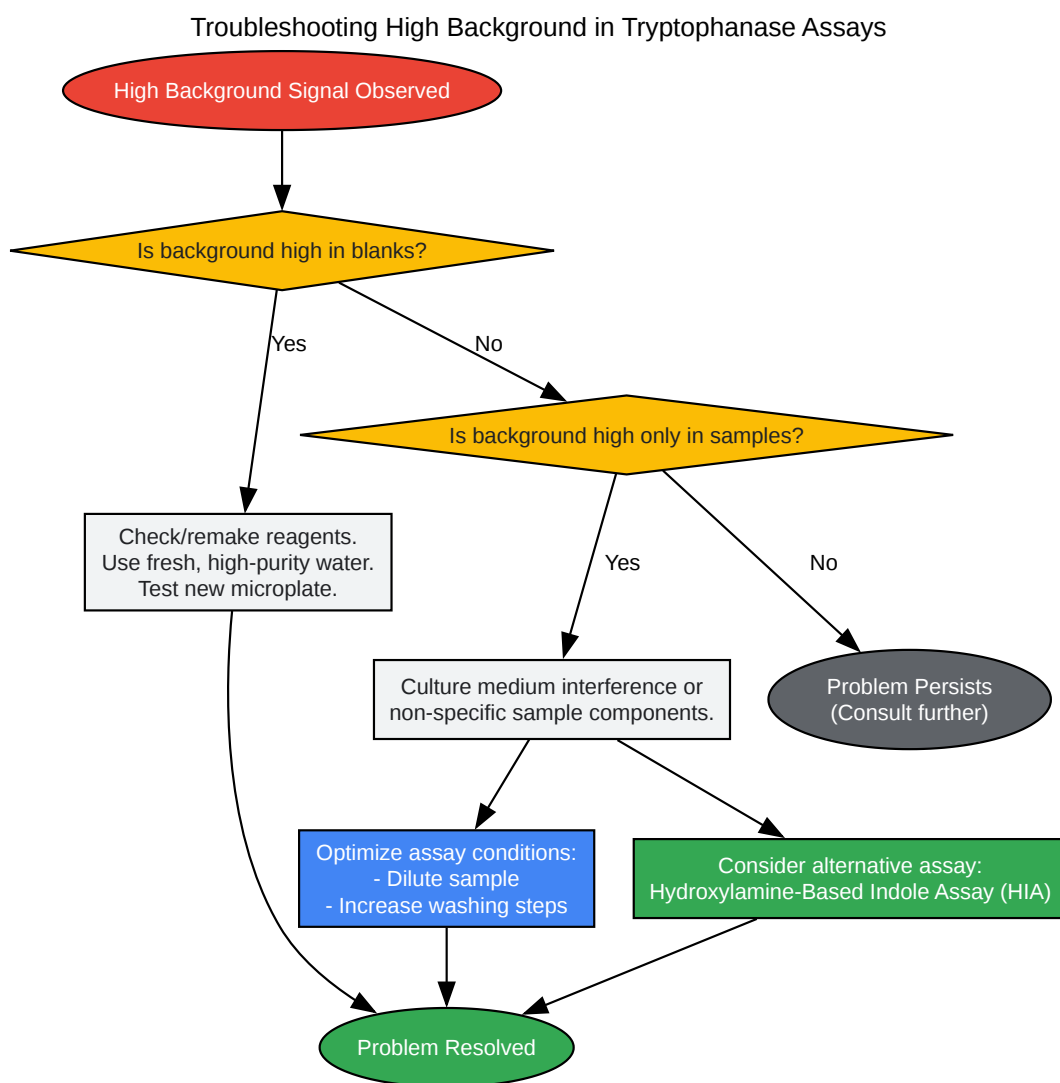 Troubleshooting High Background in Tryptophanase Assays
High Background Signal Observed
Is background high in blanks?
Yes
No
Is background high only in samples?
Check/remake reagents.
Use fresh, high-purity water.
Test new microplate.
Yes
No
Culture medium interference or
non-specific sample components.
Problem Persists
(Consult further)
Optimize assay conditions:
- Dilute sample
- Increase washing steps
Consider alternative assay:
Hydroxylamine-Based Indole Assay (HIA)
Problem Resolved